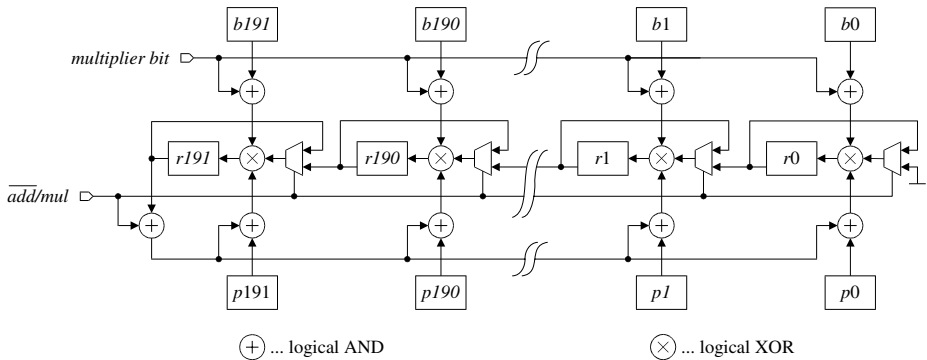 b191 b190 b1 b0
multiplier bit
r191 r190 r1 r0
add/mul
p191 p190 p1 p0
... logical AND ... logical XOR